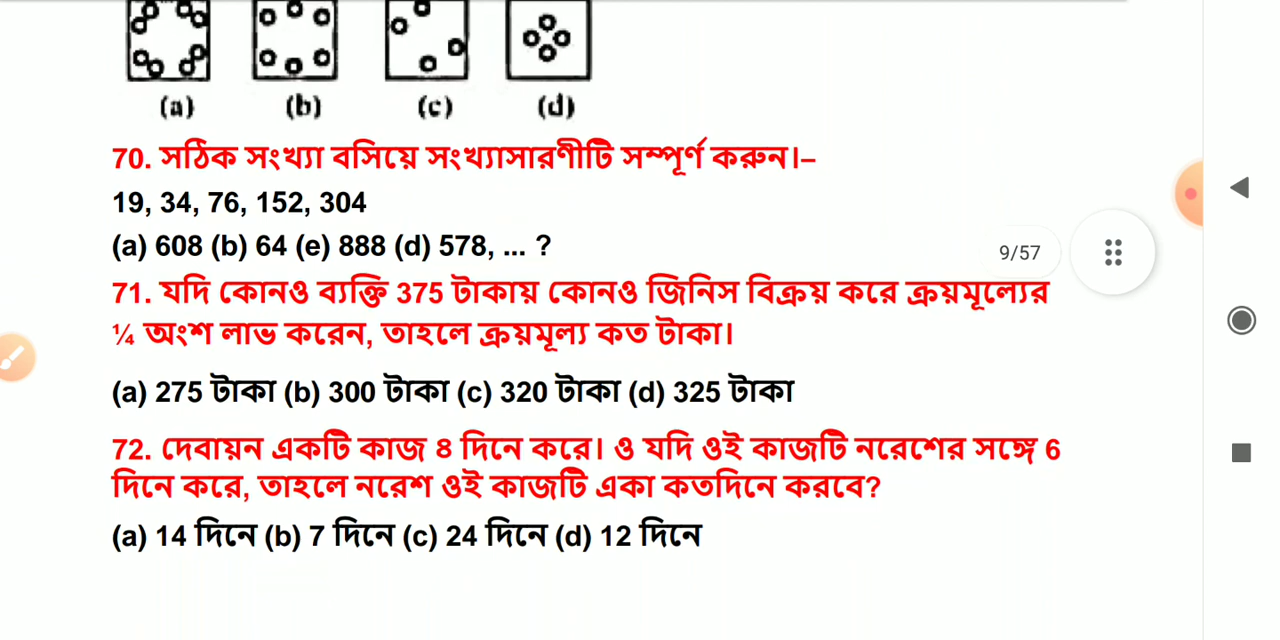 (a) (b) (c) (d)
70. সঠিক সংখ্যা বসিয়ে সংখ্যাসারণীটি সম্পূর্ণ করুন।–
19, 34, 76, 152, 304
(a) 608 (b) 64 (e) 888 (d) 578, ... ?
9/57
71. যদি কোনও ব্যক্তি 375 টাকায় কোনও জিনিস বিক্রয় করে ক্রয়মূল্যের
¼ অংশ লাভ করেন, তাহলে ক্রয়মূল্য কত টাকা।
(a) 275 টাকা (b) 300 টাকা (c) 320 টাকা (d) 325 টাকা
72. দেবায়ন একটি কাজ ৪ দিনে করে। ও যদি ওই কাজটি নরেশের সঙ্গে 6
দিনে করে, তাহলে নরেশ ওই কাজটি একা কতদিনে করবে?
(a) 14 দিনে (b) 7 দিনে (c) 24 দিনে (d) 12 দিনে